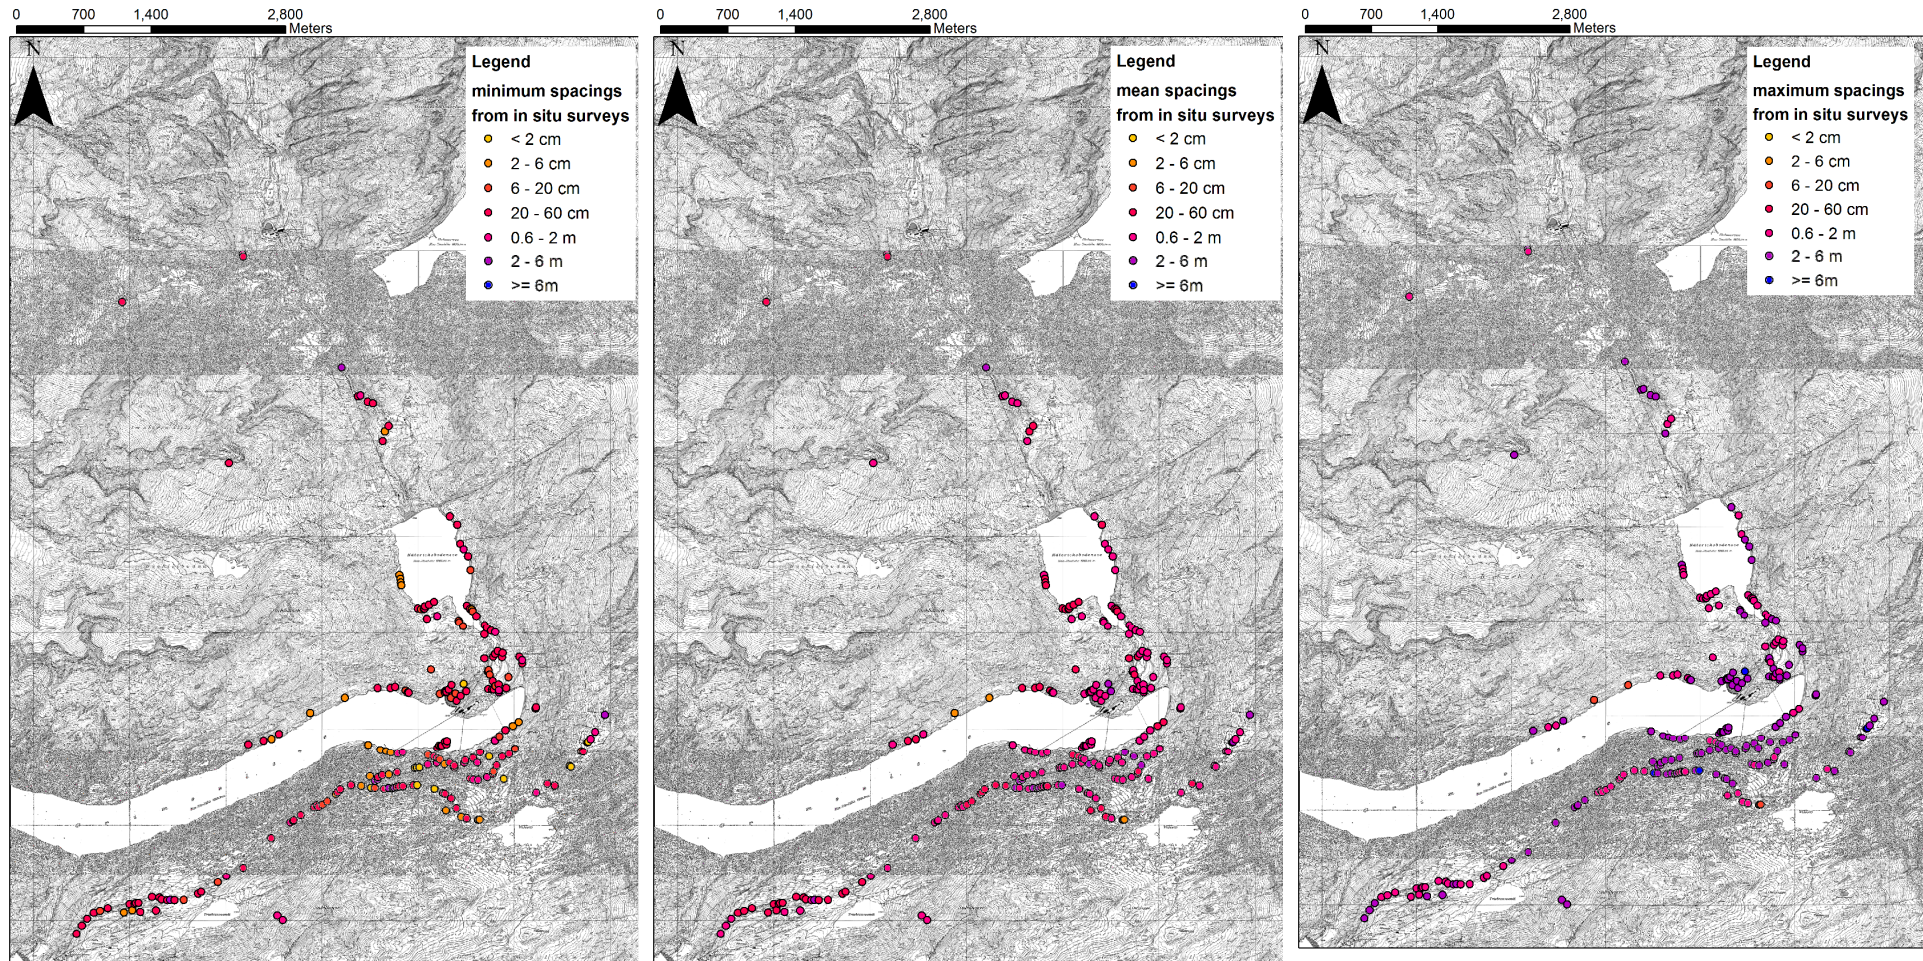 0 700 1,400 2,800
Meters
N
Legend
minimum spacings
from in situ surveys
< 2 cm
2 - 6 cm
6 - 20 cm
20 - 60 cm
0.6 - 2 m
2 - 6 m
>= 6m
0 700 1,400 2,800
Meters
N
Legend
mean spacings
from in situ surveys
< 2 cm
2 - 6 cm
6 - 20 cm
20 - 60 cm
0.6 - 2 m
2 - 6 m
>= 6m
0 700 1,400 2,800
Meters
N
Legend
maximum spacings
from in situ surveys
< 2 cm
2 - 6 cm
6 - 20 cm
20 - 60 cm
0.6 - 2 m
2 - 6 m
>= 6m